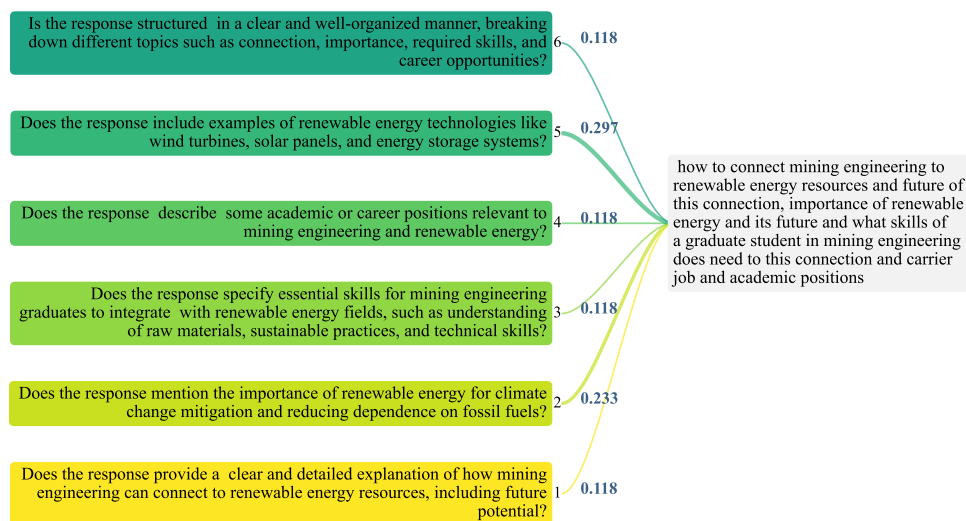 Is the response structured in a clear and well-organized manner, breaking
down different topics such as connection, importance, required skills, and
career opportunities?
6
0.118
Does the response include examples of renewable energy technologies like
wind turbines, solar panels, and energy storage systems?
5
0.297
Does the response describe some academic or career positions relevant to
mining engineering and renewable energy?
4
0.118
Does the response specify essential skills for mining engineering
graduates to integrate with renewable energy fields, such as understanding
of raw materials, sustainable practices, and technical skills?
3
0.118
Does the response mention the importance of renewable energy for climate
change mitigation and reducing dependence on fossil fuels?
2
0.233
Does the response provide a clear and detailed explanation of how mining
engineering can connect to renewable energy resources, including future
potential?
1
0.118
how to connect mining engineering to
renewable energy resources and future of
this connection, importance of renewable
energy and its future and what skills of
a graduate student in mining engineering
does need to this connection and carrier
job and academic positions